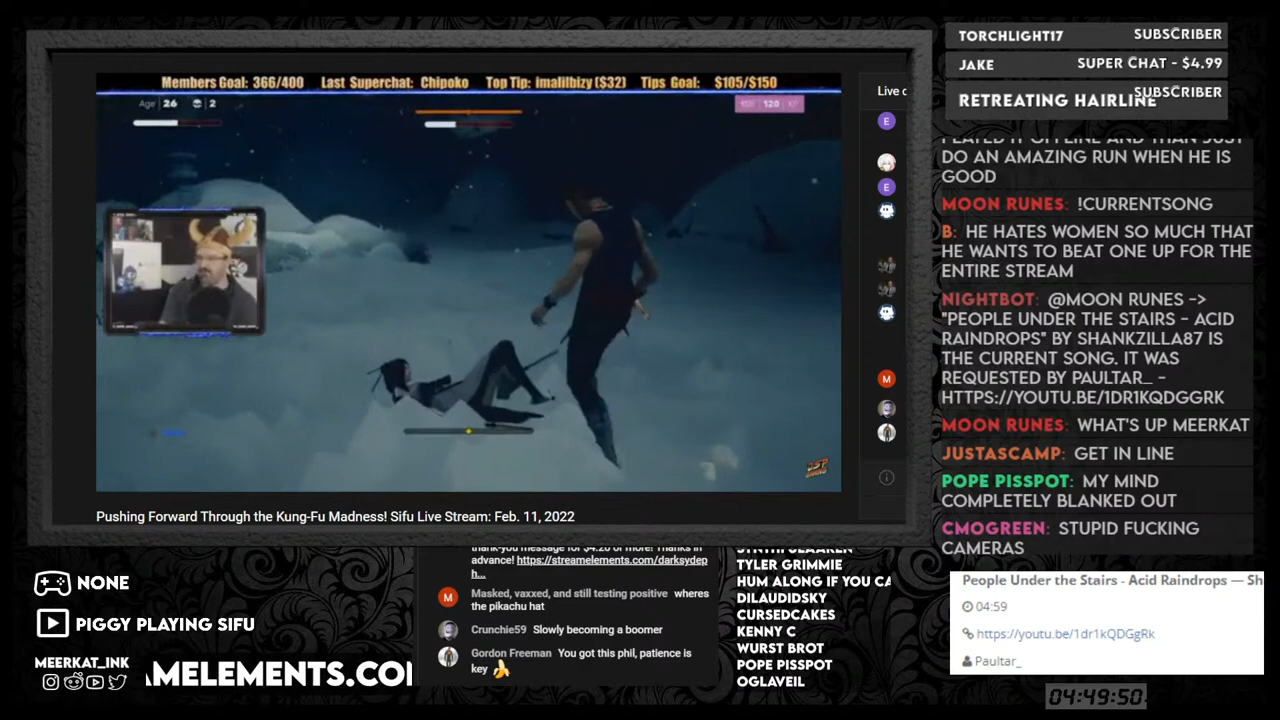 Members Goal: 366/400 Last Superchat: Chipoko Top Tip: imalilbizy ($32) Tips Goal: $105/$150
Age 26 2
120
Live c
E
E
M
DSP
Pushing Forward Through the Kung-Fu Madness! Sifu Live Stream: Feb. 11, 2022
TORCHLIGHT17 SUBSCRIBER
JAKE SUPER CHAT - $4.99
RETREATING HAIRLINE SUBSCRIBER
PLAYED IT OFFLINE AND THAN JUST
DO AN AMAZING RUN WHEN HE IS
GOOD
MOON RUNES: !CURRENTSONG
B: HE HATES WOMEN SO MUCH THAT
HE WANTS TO BEAT ONE UP FOR THE
ENTIRE STREAM
NIGHTBOT: @MOON RUNES ->
"PEOPLE UNDER THE STAIRS - ACID
RAINDROPS" BY SHANKZILLA87 IS
THE CURRENT SONG. IT WAS
REQUESTED BY PAULTAR_ -
HTTPS://YOUTU.BE/1DR1KQDGGRK
MOON RUNES: WHAT'S UP MEERKAT
JUSTASCAMP: GET IN LINE
POPE PISSPOT: MY MIND
COMPLETELY BLANKED OUT
CMOGREEN: STUPID FUCKING
CAMERAS
NONE
PIGGY PLAYING SIFU
MEERKAT_INK
AMELEMENTS.CO
thank-you message for $4.20 or more! Thanks in
advance! https://streamelements.com/darksydep
h...
M Masked, vaxxed, and still testing positive wheres
the pikachu hat
Crunchie59 Slowly becoming a boomer
Gordon Freeman You got this phil, patience is
key
TYLER GRIMMIE
HUM ALONG IF YOU CA
DILAUDIDSKY
CURSEDCAKES
KENNY C
WURST BROT
POPE PISSPOT
OGLAVEIL
People Under the Stairs - Acid Raindrops — Sh
04:59
https://youtu.be/1dr1kQDGgRk
Paultar_
04:49:50